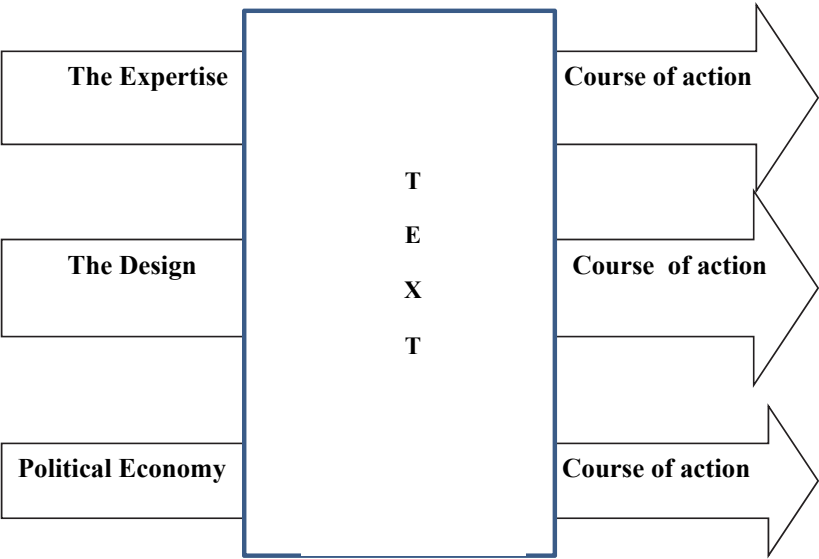 The Expertise
Course of action
T
E
X
T
The Design
Course of action
Political Economy
Course of action